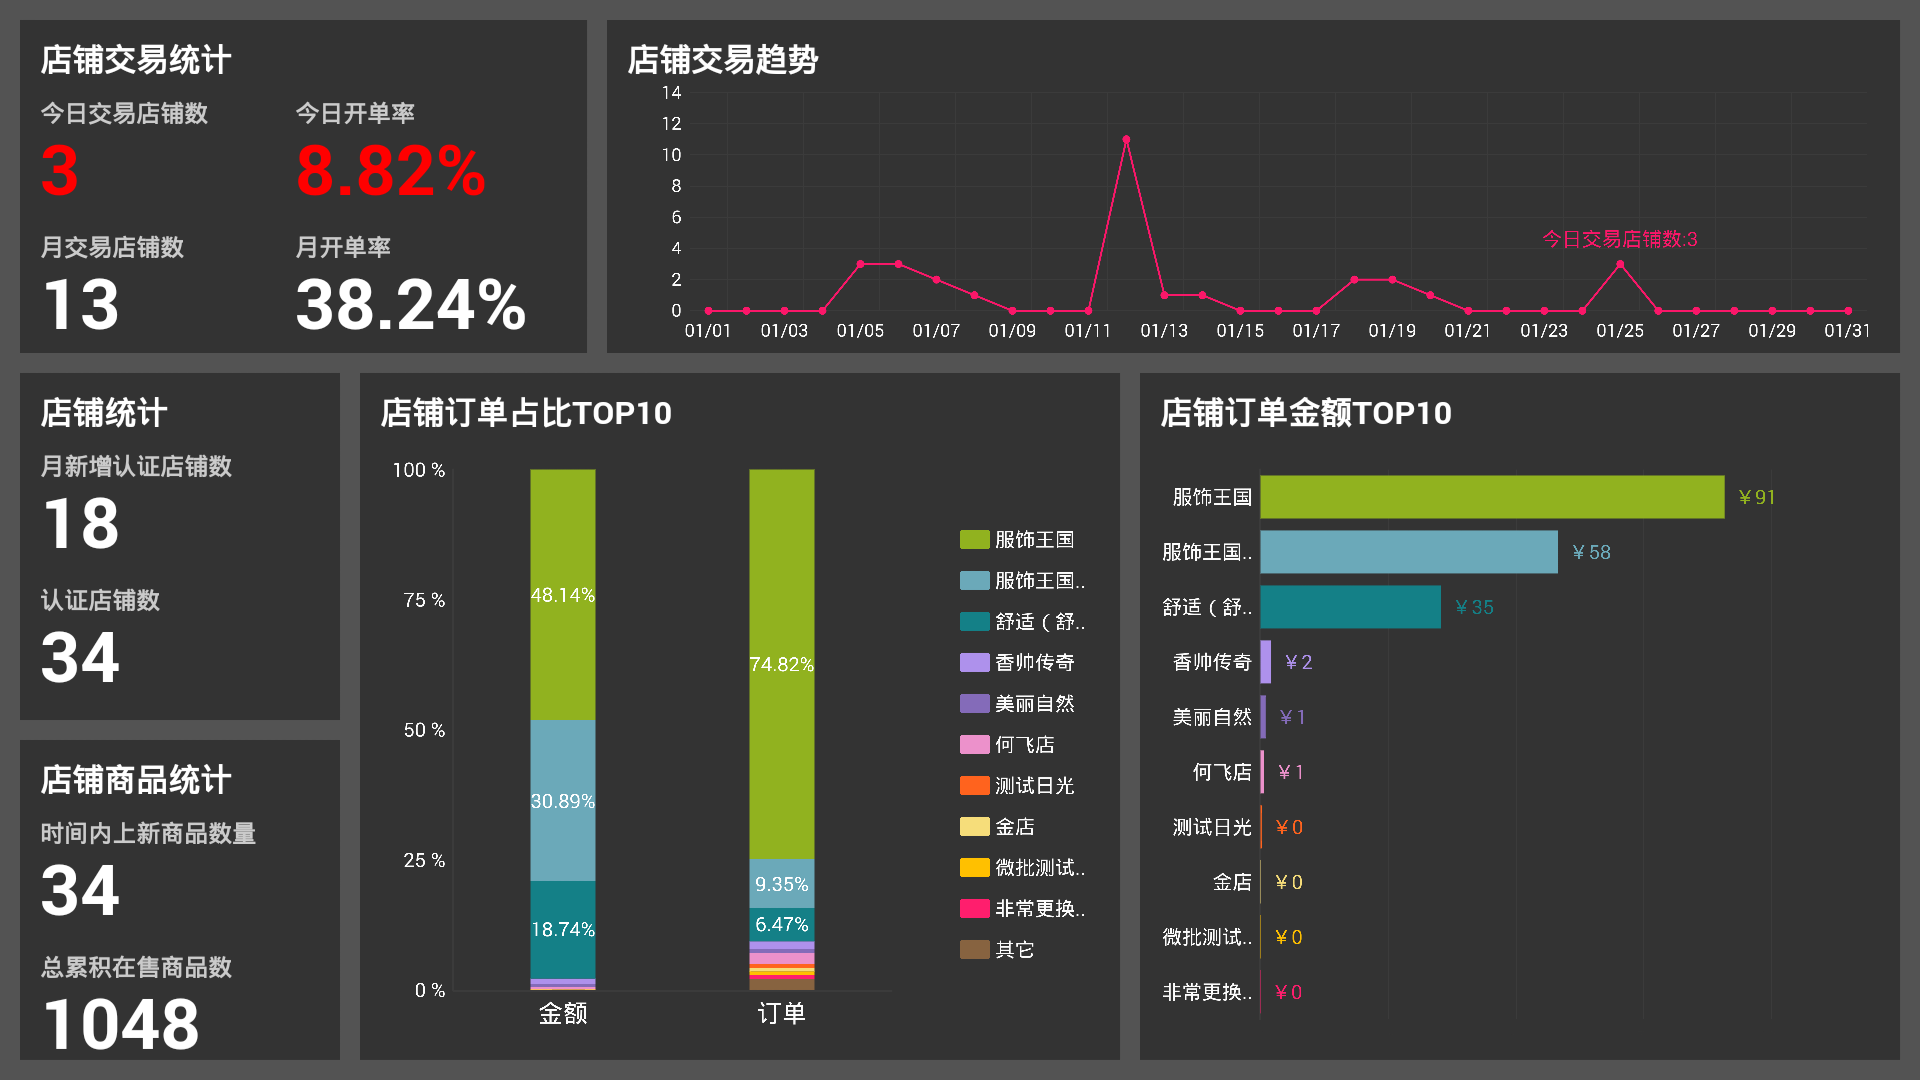 店铺交易统计
今日交易店铺数
今日开单率
3
8.82%
月交易店铺数
月开单率
13
38.24%
店铺交易趋势
14
12
10
8
6
4
2
0
今日交易店铺数:3
01/01
01/03
01/05
01/07
01/09
01/11
01/13
01/15
01/17
01/19
01/21
01/23
01/25
01/27
01/29
01/31
店铺统计
月新增认证店铺数
18
认证店铺数
34
店铺商品统计
时间内上新商品数量
34
总累积在售商品数
1048
店铺订单占比TOP10
100 %
75 %
50 %
25 %
0 %
48.14%
30.89%
18.74%
74.82%
9.35%
6.47%
金额
订单
服饰王国
服饰王国..
舒适（舒..
香帅传奇
美丽自然
何飞店
测试日光
金店
微批测试..
非常更换..
其它
店铺订单金额TOP10
服饰王国
￥91
服饰王国..
￥58
舒适（舒..
￥35
香帅传奇
￥2
美丽自然
￥1
何飞店
￥1
测试日光
￥0
金店
￥0
微批测试..
￥0
非常更换..
￥0